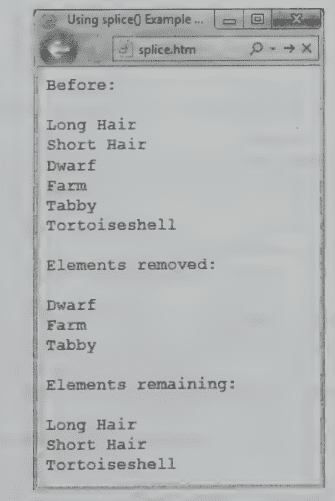 Using splice() Example ...
splice.htm
Before:
Long Hair
Short Hair
Dwarf
Farm
Tabby
Tortoiseshell
Elements removed:
Dwarf
Farm
Tabby
Elements remaining:
Long Hair
Short Hair
Tortoiseshell